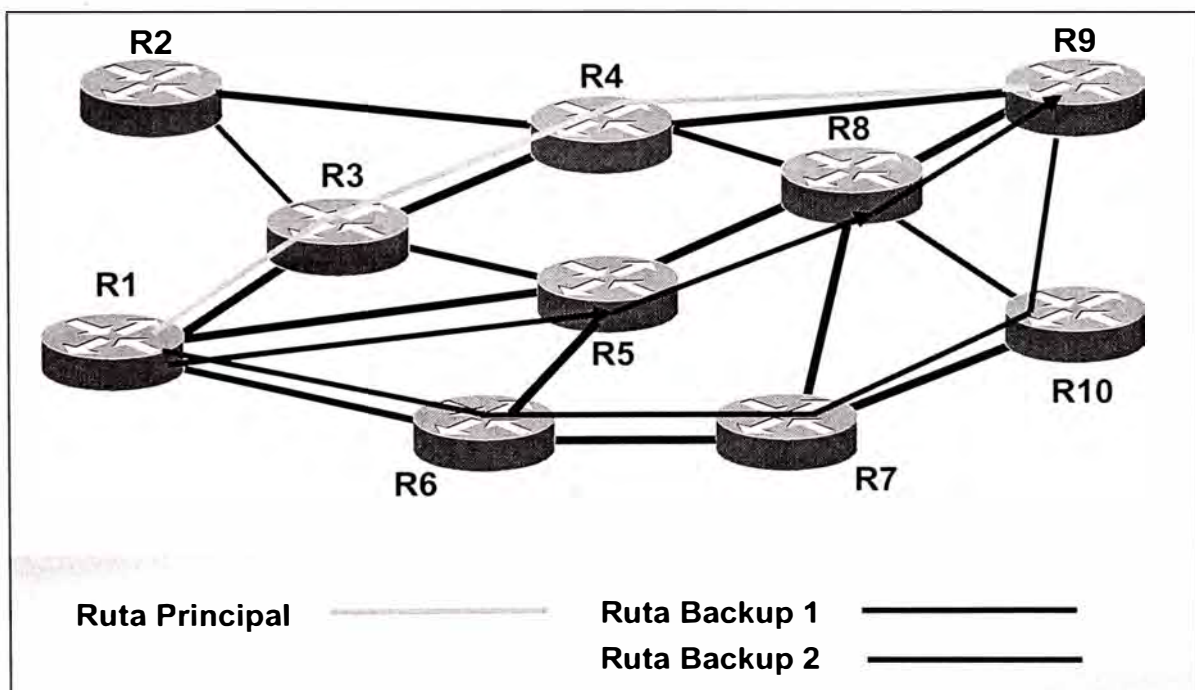 R2
R9
R4
R8
R3
R1
R5
R10
R6
R7
Ruta Principal
Ruta Backup 1
Ruta Backup 2